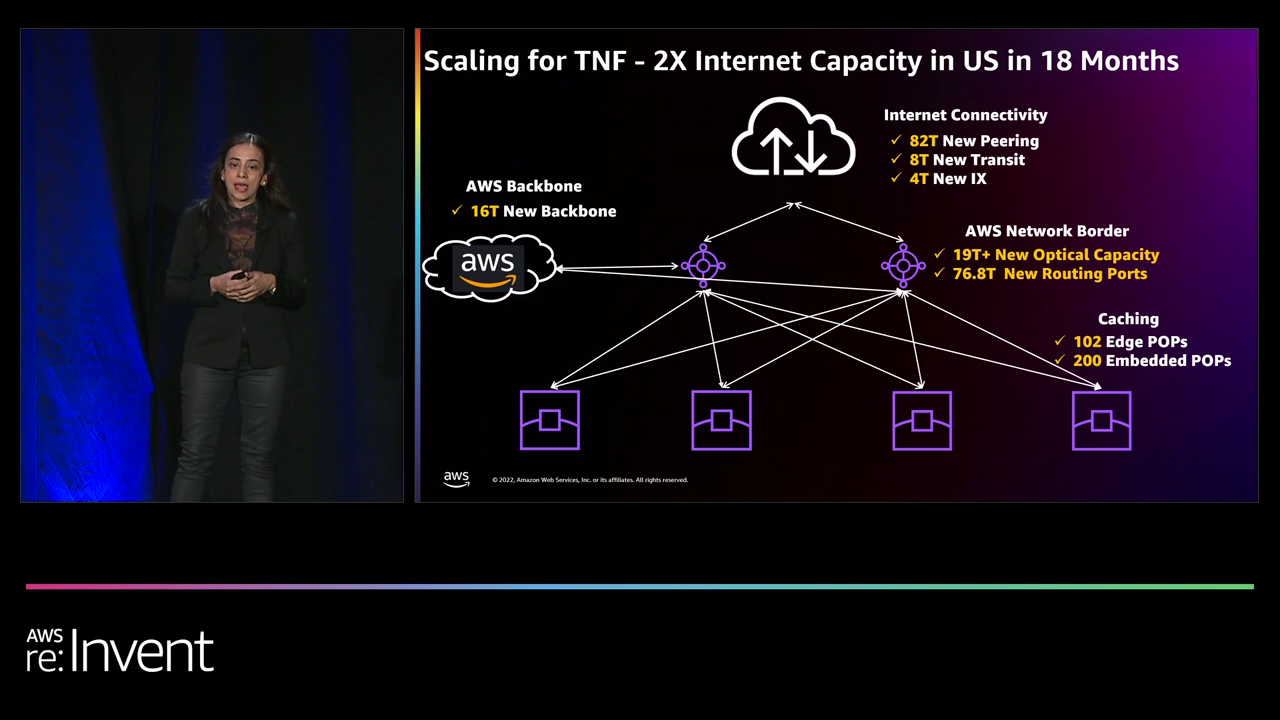 Scaling for TNF - 2X Internet Capacity in US in 18 Months
Internet Connectivity
✓ 82T New Peering
✓ 8T New Transit
✓ 4T New IX
AWS Backbone
✓ 16T New Backbone
aws
AWS Network Border
✓ 19T+ New Optical Capacity
✓ 76.8T New Routing Ports
Caching
✓ 102 Edge POPs
✓ 200 Embedded POPs
aws
© 2022, Amazon Web Services, Inc. or its affiliates. All rights reserved.
AWS
re:Invent